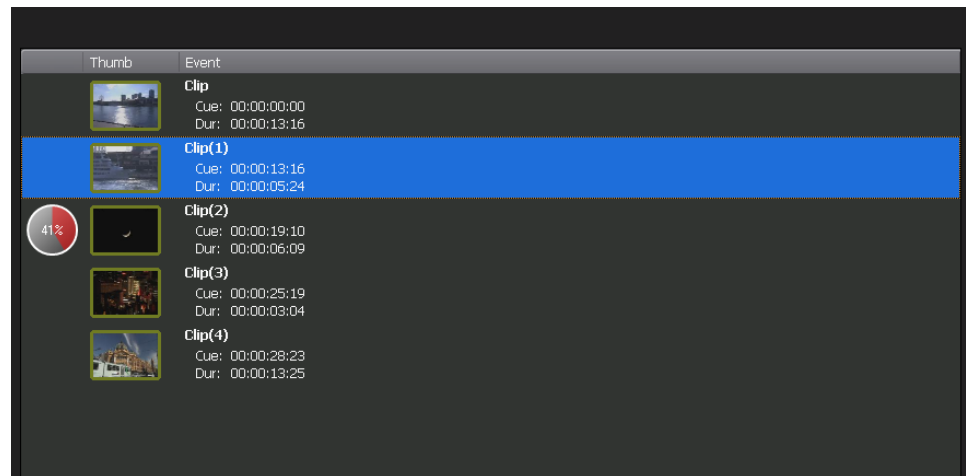 Thumb Event
Clip
Cue: 00:00:00:00
Dur: 00:00:13:16
Clip(1)
Cue: 00:00:13:16
Dur: 00:00:05:24
41%
Clip(2)
Cue: 00:00:19:10
Dur: 00:00:06:09
Clip(3)
Cue: 00:00:25:19
Dur: 00:00:03:04
Clip(4)
Cue: 00:00:28:23
Dur: 00:00:13:25